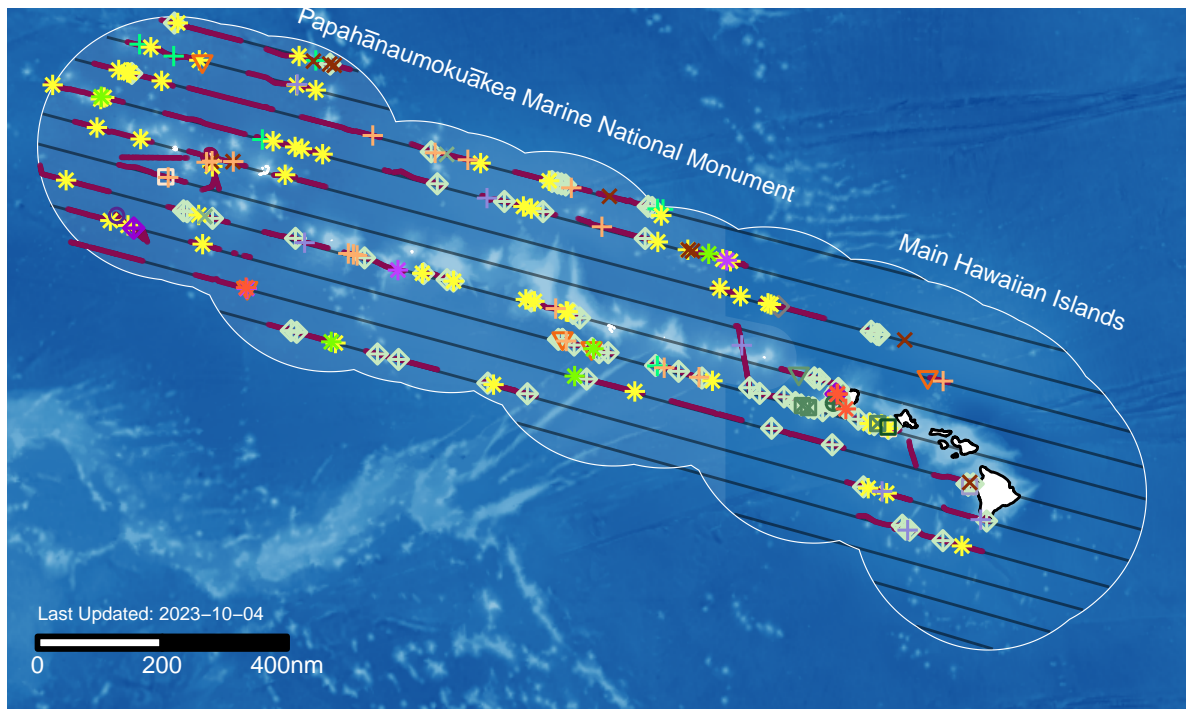 Papahānaumokuākea Marine National Monument
Main Hawaiian Islands
Last Updated: 2023−10−04
0 200 400nm